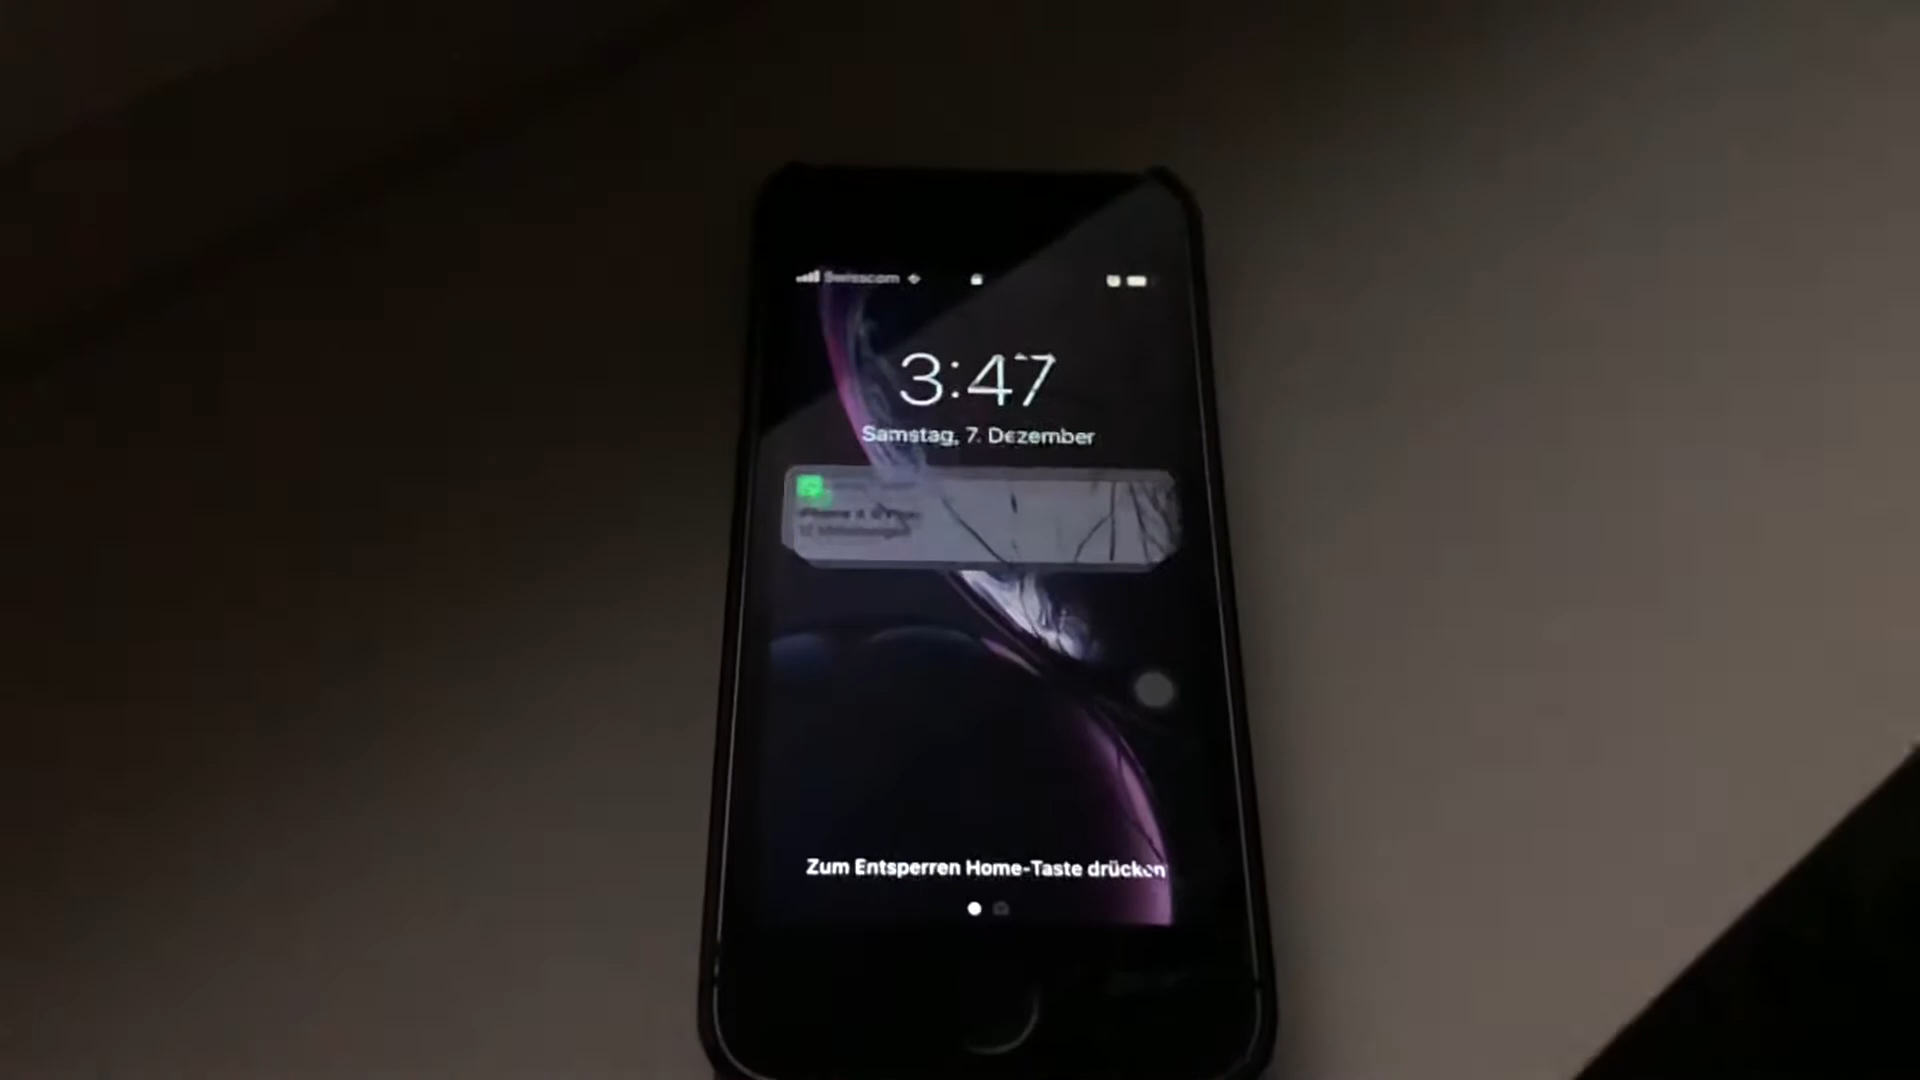 Swisscom
3:47
Samstag, 7. Dezember
Zum Entsperren Home-Taste drücken